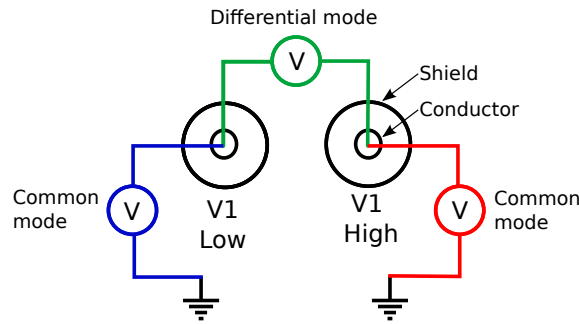 Differential mode
V
Shield
Conductor
Common
mode
V
V1
Low
V1
High
V
Common
mode